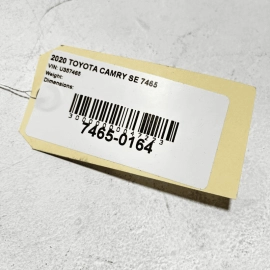 2020 TOYOTA CAMRY SE 7465
VIN: U357465
Weight:
Dimensions:
7465-0164